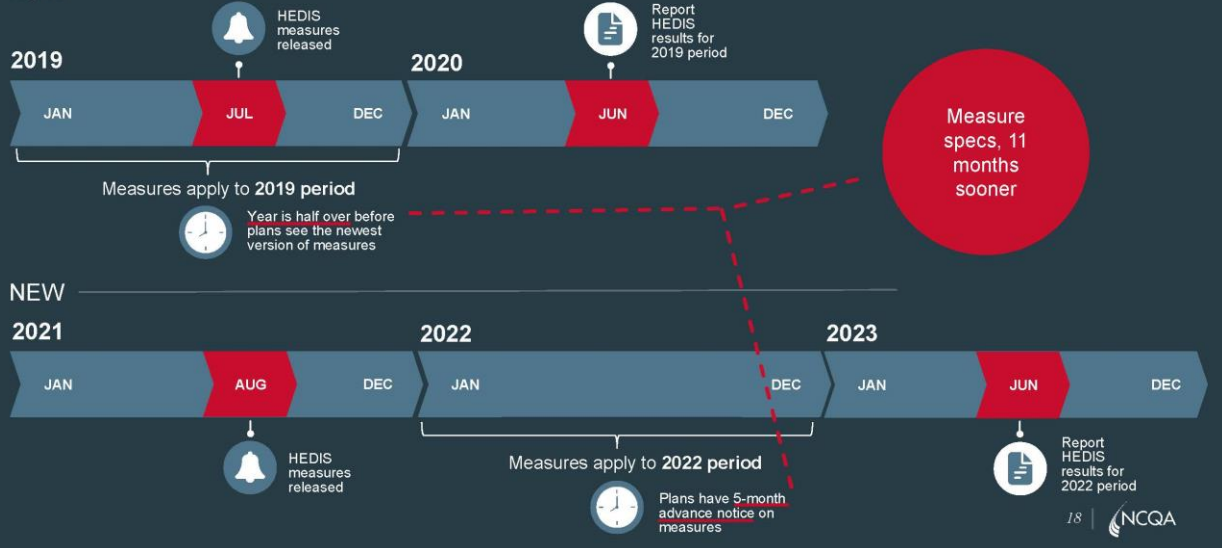 HEDIS
measures
released
Report
HEDIS
results for
2019 period
2019
2020
JAN
JUL
DEC
JAN
JUN
DEC
Measure
specs, 11
months
sooner
Measures apply to 2019 period
Year is half over before
plans see the newest
version of measures
NEW
2021
2022
2023
JAN
AUG
DEC
JAN
DEC
JAN
JUN
DEC
HEDIS
measures
released
Measures apply to 2022 period
Plans have 5-month
advance notice on
measures
Report
HEDIS
results for
2022 period
18 | NCQA